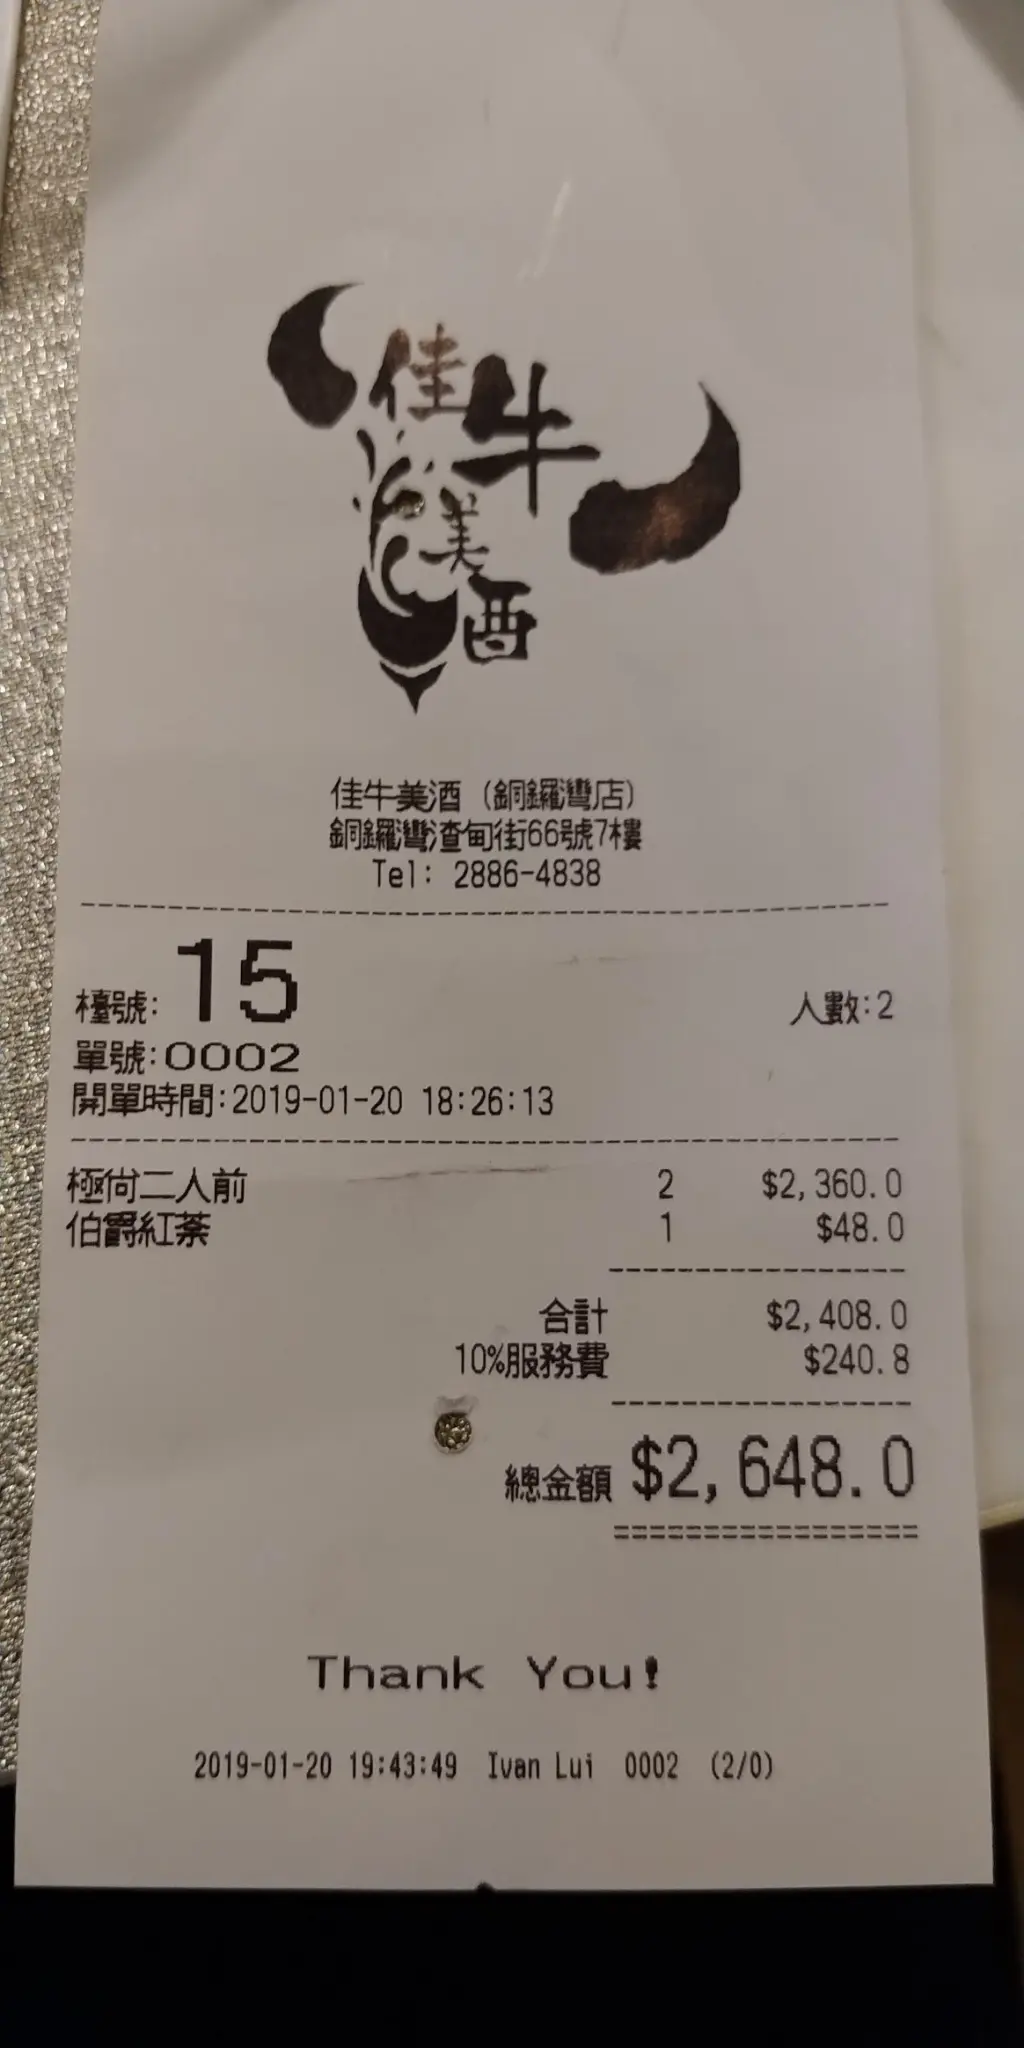 佳牛
美酒
佳牛美酒 (銅鑼灣店)
銅鑼灣渣甸街66號7樓
Tel: 2886-4838
檯號: 15 人數:2
單號:0002
開單時間:2019-01-20 18:26:13
極尚二人前 2 $2,360.0
伯爵紅茶 1 $48.0
合計 $2,408.0
10%服務費 $240.8
總金額 $2,648.0
Thank You!
2019-01-20 19:43:49 Ivan Lui 0002 (2/0)